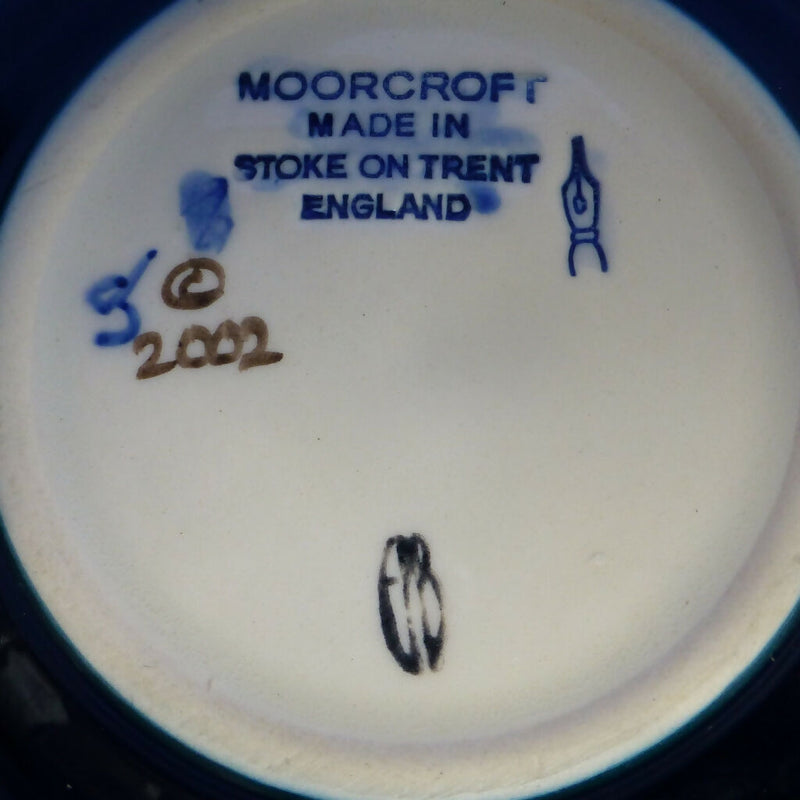 MOORCROFT
MADE IN
STOKE ON TRENT
ENGLAND
©
2002